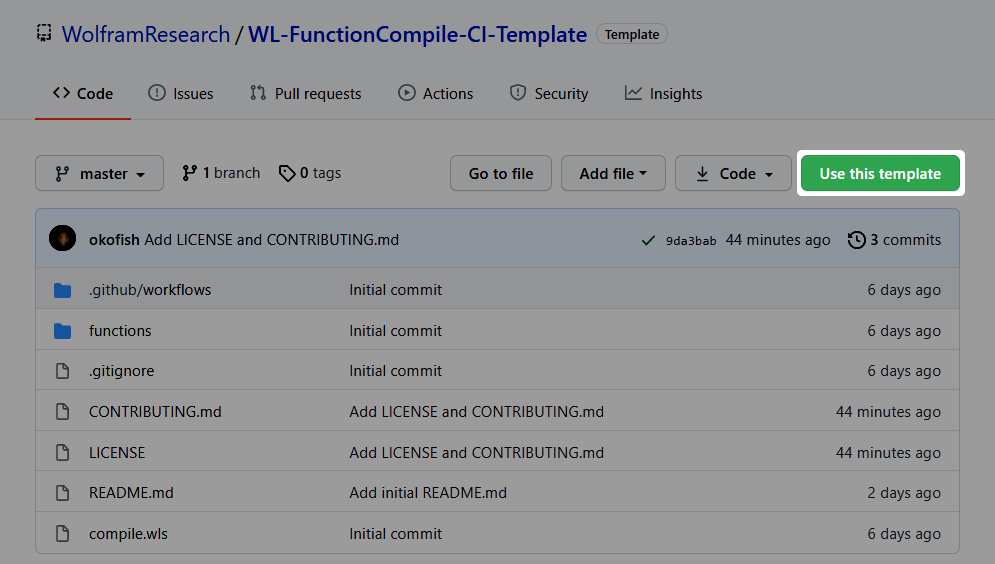 WolframResearch / WL-FunctionCompile-CI-Template Template
Code Issues Pull requests Actions Security Insights
master 1 branch 0 tags Go to file Add file Code Use this template
okofish Add LICENSE and CONTRIBUTING.md 9da3bab 44 minutes ago 3 commits
.github/workflows Initial commit 6 days ago
functions Initial commit 6 days ago
.gitignore Initial commit 6 days ago
CONTRIBUTING.md Add LICENSE and CONTRIBUTING.md 44 minutes ago
LICENSE Add LICENSE and CONTRIBUTING.md 44 minutes ago
README.md Add initial README.md 2 days ago
compile.wls Initial commit 6 days ago